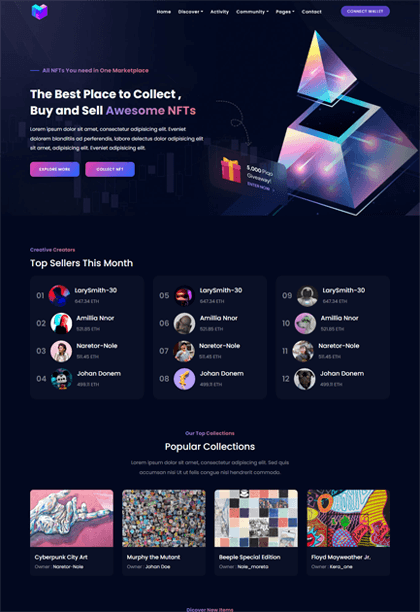 Home Discover Activity Community Pages Contact CONNECT WALLET
All NFTs You need in One Marketplace
The Best Place to Collect ,
Buy and Sell Awesome NFTs
Lorem ipsum dolor sit amet, consectetur adipisicing elit. Eveniet
dolorem blanditiis ad perferendis, labore delectus dolor sit amet, adipisicing elit
sit amet, adipisicing elit. Eveniet dolorem.
EXPLORE MORE COLLECT NFT
5,000 Pop
Giveaway!
ENTER NOW
Creative Creators
Top Sellers This Month
01 LarySmith-30 05 LarySmith-30 09 LarySmith-30
647.34 ETH 647.34 ETH 647.34 ETH
02 Amillia Nnor 06 Amillia Nnor 10 Amillia Nnor
521.85 ETH 521.85 ETH 521.85 ETH
03 Naretor-Nole 07 Naretor-Nole 11 Naretor-Nole
511.45 ETH 511.45 ETH 511.45 ETH
04 Johan Donem 08 Johan Donem 12 Johan Donem
499.11 ETH 499.11 ETH 499.11 ETH
Our Top Collections
Popular Collections
Lorem ipsum dolor sit amet, consectetur adipisicing elit. Sed quis
accumsan nisi Ut ut felis congue nisl hendrerit commodo.
Cyberpunk City Art Murphy the Mutant Beeple Special Edition Floyd Mayweather Jr.
Owner : Naretor-Nole Owner : Johan Doe Owner : Nole_moreta Owner : Kera_one
Discover New Items